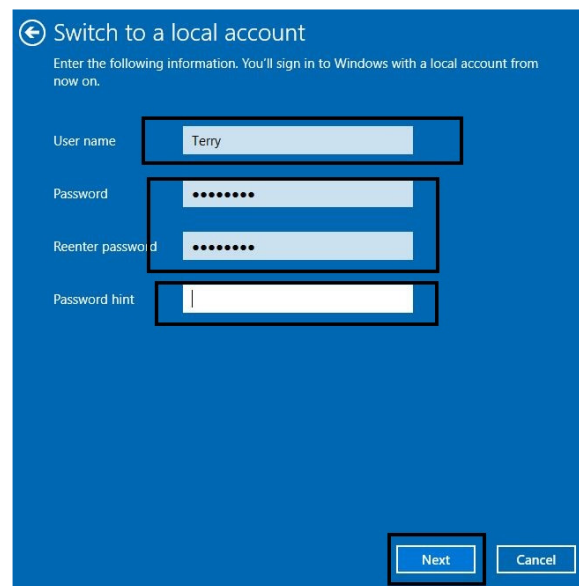 Switch to a local account
Enter the following information. You'll sign in to Windows with a local account from
now on.
User name
Terry
Password
••••••••
Reenter password
••••••••
Password hint
Next
Cancel